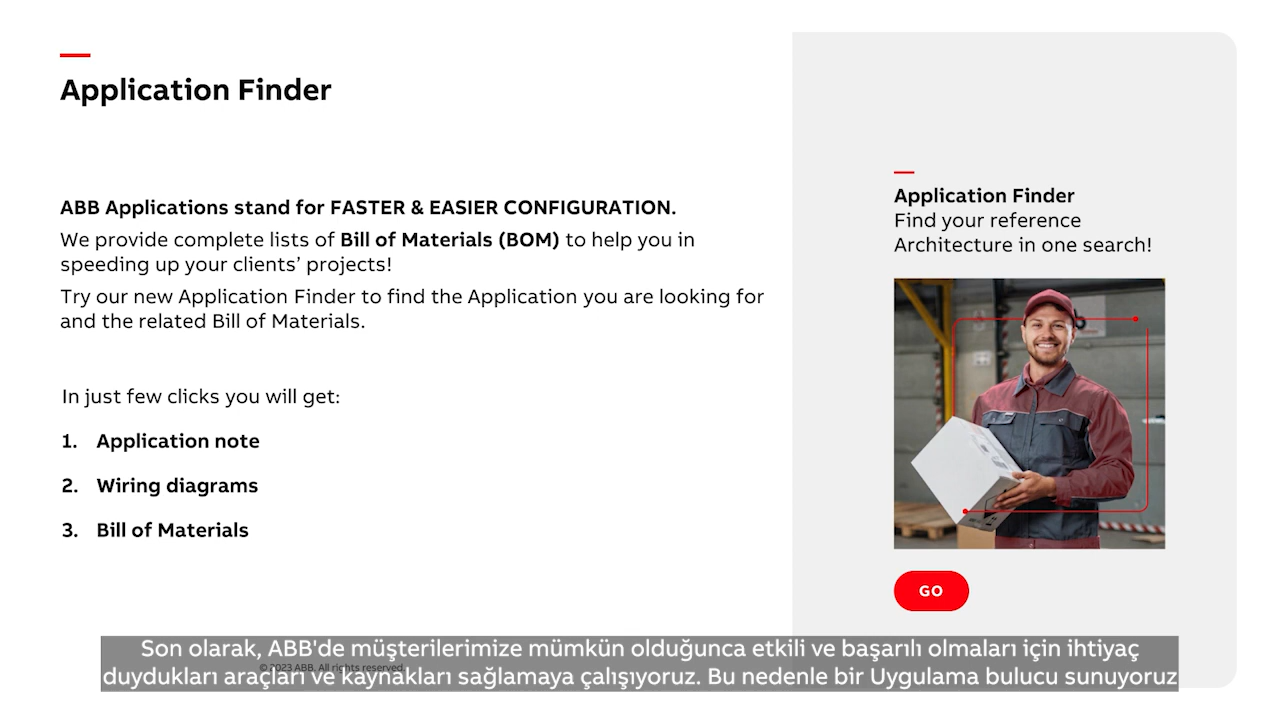 Application Finder
ABB Applications stand for FASTER & EASIER CONFIGURATION.
We provide complete lists of Bill of Materials (BOM) to help you in
speeding up your clients’ projects!
Try our new Application Finder to find the Application you are looking for
and the related Bill of Materials.
In just few clicks you will get:
1. Application note
2. Wiring diagrams
3. Bill of Materials
Application Finder
Find your reference
Architecture in one search!
GO
© 2023 ABB. All rights reserved.
Son olarak, ABB'de müşterilerimize mümkün olduğunca etkili ve başarılı olmaları için ihtiyaç
duydukları araçları ve kaynakları sağlamaya çalışıyoruz. Bu nedenle bir Uygulama bulucu sunuyoruz